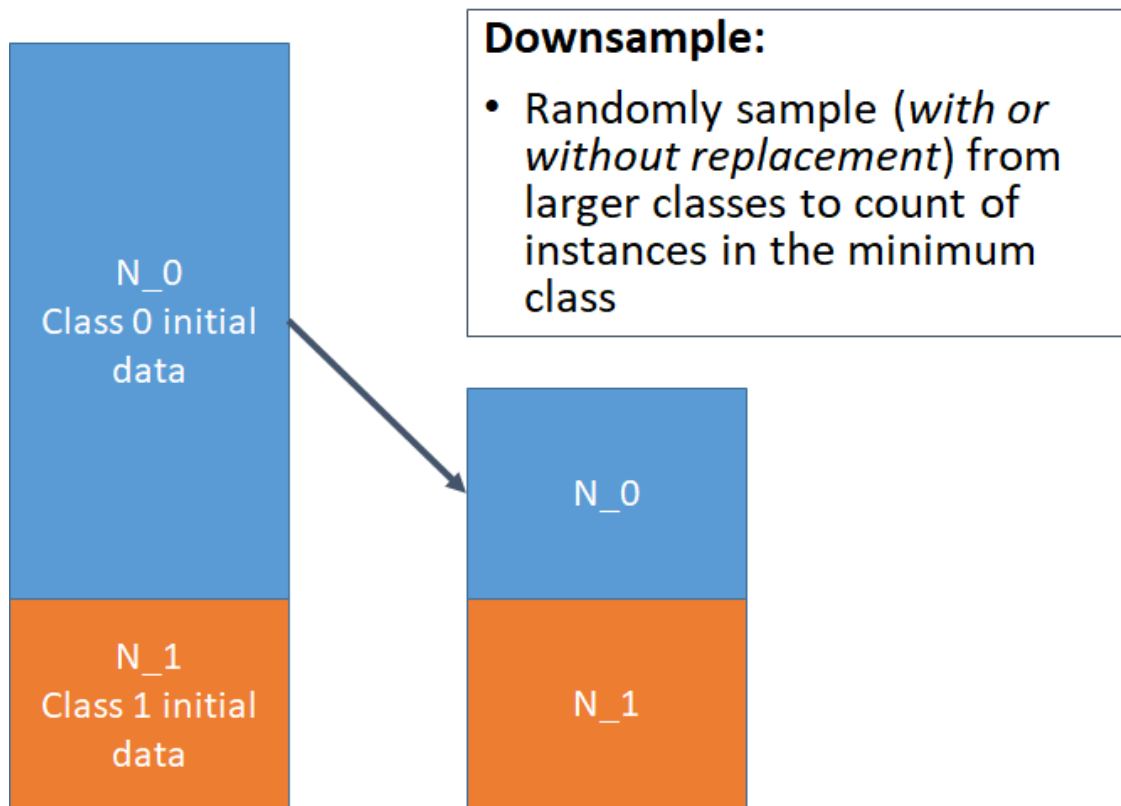 Downsample:
• Randomly sample (with or
without replacement) from
larger classes to count of
instances in the minimum
class
N_0
Class 0 initial
data
N_0
N_1
Class 1 initial
data
N_1